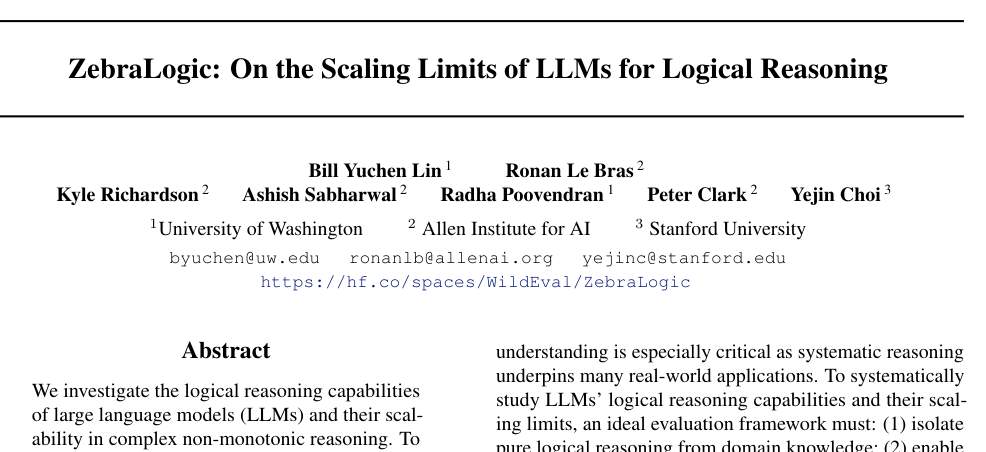 ZebraLogic: On the Scaling Limits of LLMs for Logical Reasoning
Bill Yuchen Lin 1 Ronan Le Bras 2
Kyle Richardson 2 Ashish Sabharwal 2 Radha Poovendran 1 Peter Clark 2 Yejin Choi 3
1 University of Washington 2 Allen Institute for AI 3 Stanford University
byuchen@uw.edu ronanlb@allenai.org yejinc@stanford.edu
https://hf.co/spaces/WildEval/ZebraLogic
Abstract
We investigate the logical reasoning capabilities
of large language models (LLMs) and their scal-
ability in complex non-monotonic reasoning. To
understanding is especially critical as systematic reasoning
underpins many real-world applications. To systematically
study LLMs' logical reasoning capabilities and their scal-
ing limits, an ideal evaluation framework must: (1) isolate
pure logical reasoning from domain knowledge; (2) enable